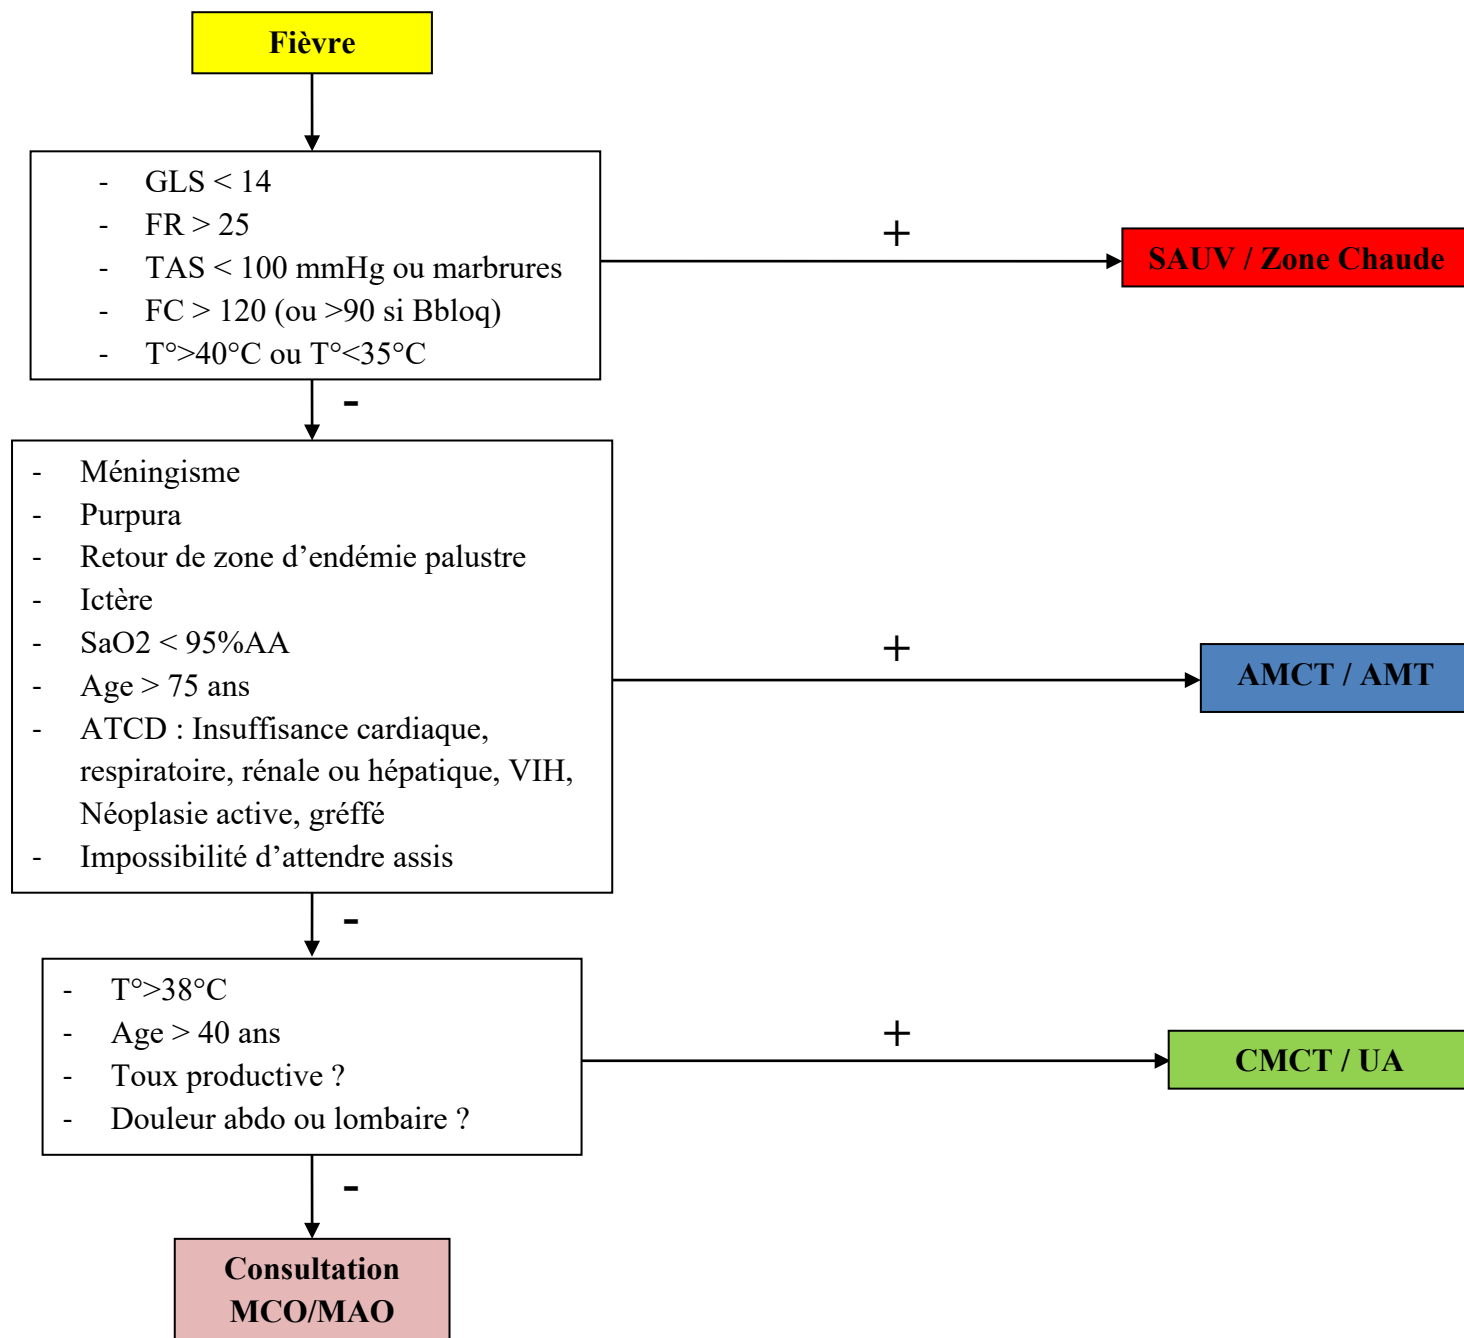 Fièvre
- GLS < 14
- FR > 25
- TAS < 100 mmHg ou marbrures
- FC > 120 (ou >90 si Bbloq)
- T°>40°C ou T°<35°C
+
SAUV / Zone Chaude
-
- Méningisme
- Purpura
- Retour de zone d’endémie palustre
- Ictère
- SaO2 < 95%AA
- Age > 75 ans
- ATCD : Insuffisance cardiaque,
respiratoire, rénale ou hépatique, VIH,
Néoplasie active, gréffé
- Impossibilité d’attendre assis
+
AMCT / AMT
-
- T°>38°C
- Age > 40 ans
- Toux productive ?
- Douleur abdo ou lombaire ?
+
CMCT / UA
-
Consultation
MCO/MAO